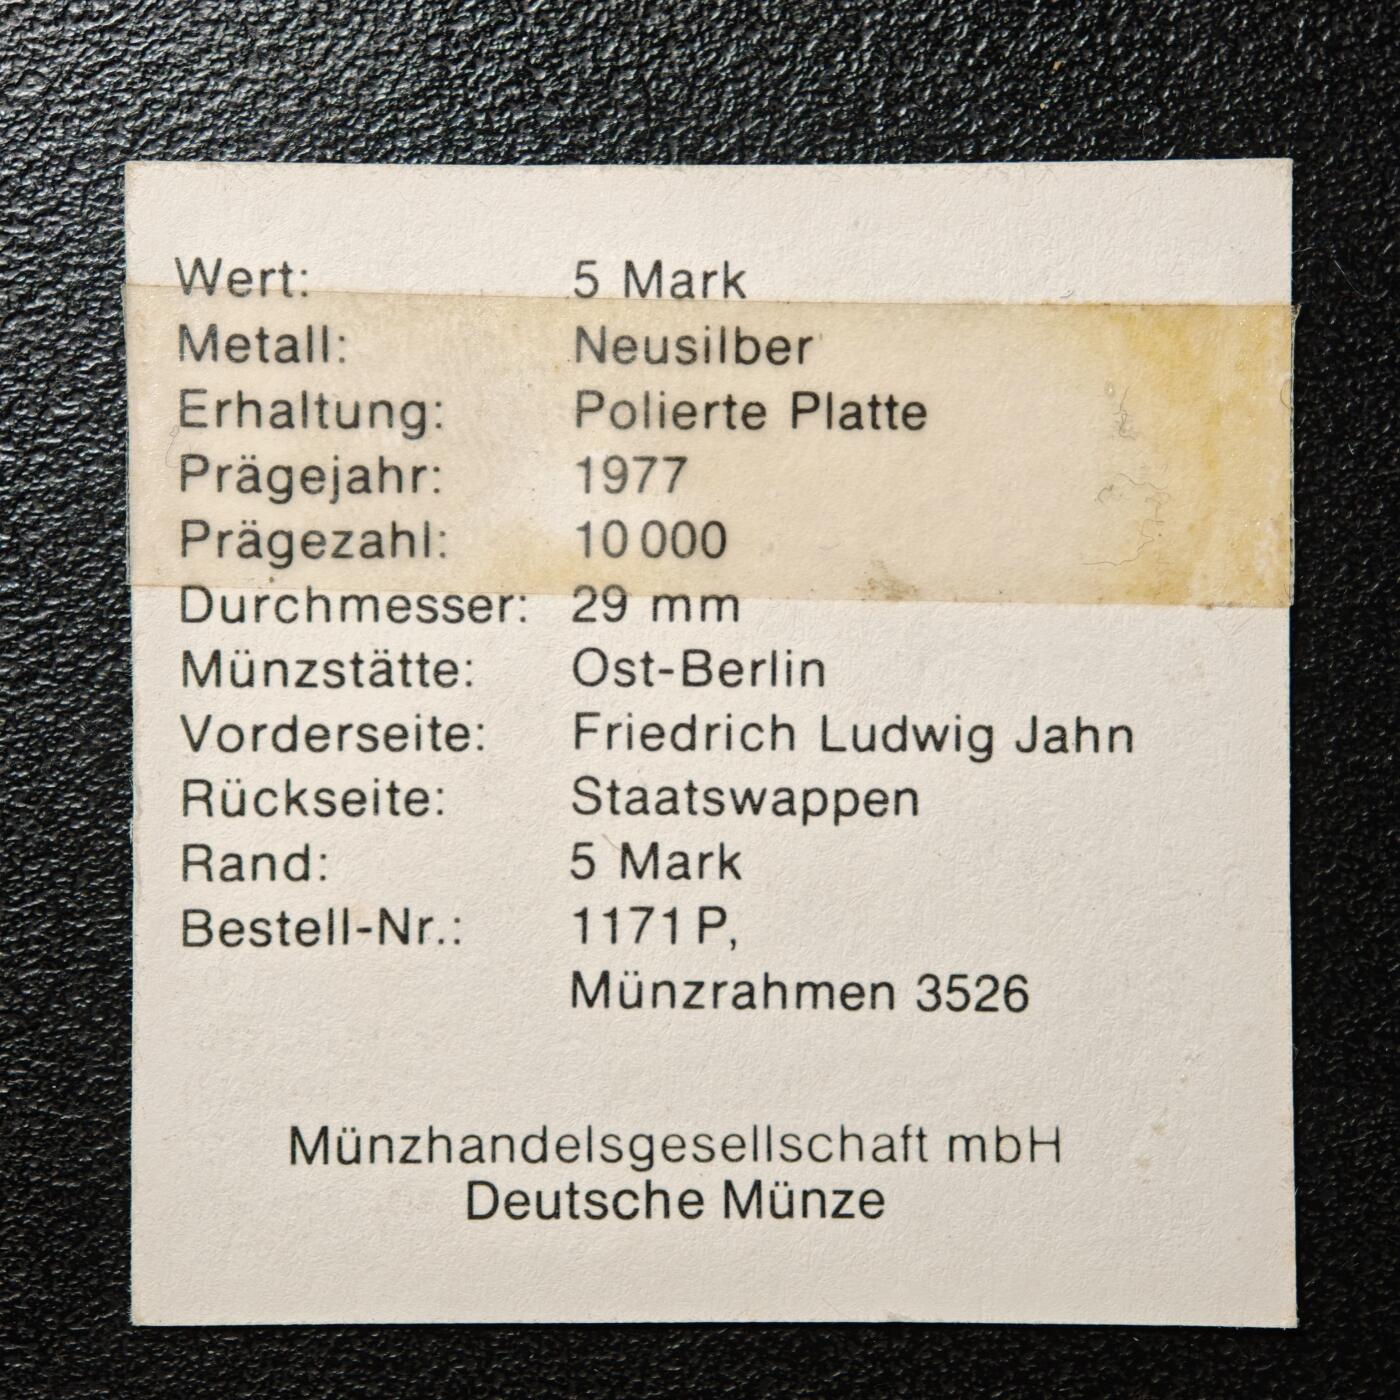 Wert: 5 Mark
Metall: Neusilber
Erhaltung: Polierte Platte
Prägejahr: 1977
Prägezahl: 10 000
Durchmesser: 29 mm
Münzstätte: Ost-Berlin
Vorderseite: Friedrich Ludwig Jahn
Rückseite: Staatswappen
Rand: 5 Mark
Bestell-Nr.: 1171 P,
Münzrahmen 3526
Münzhandelsgesellschaft mbH
Deutsche Münze